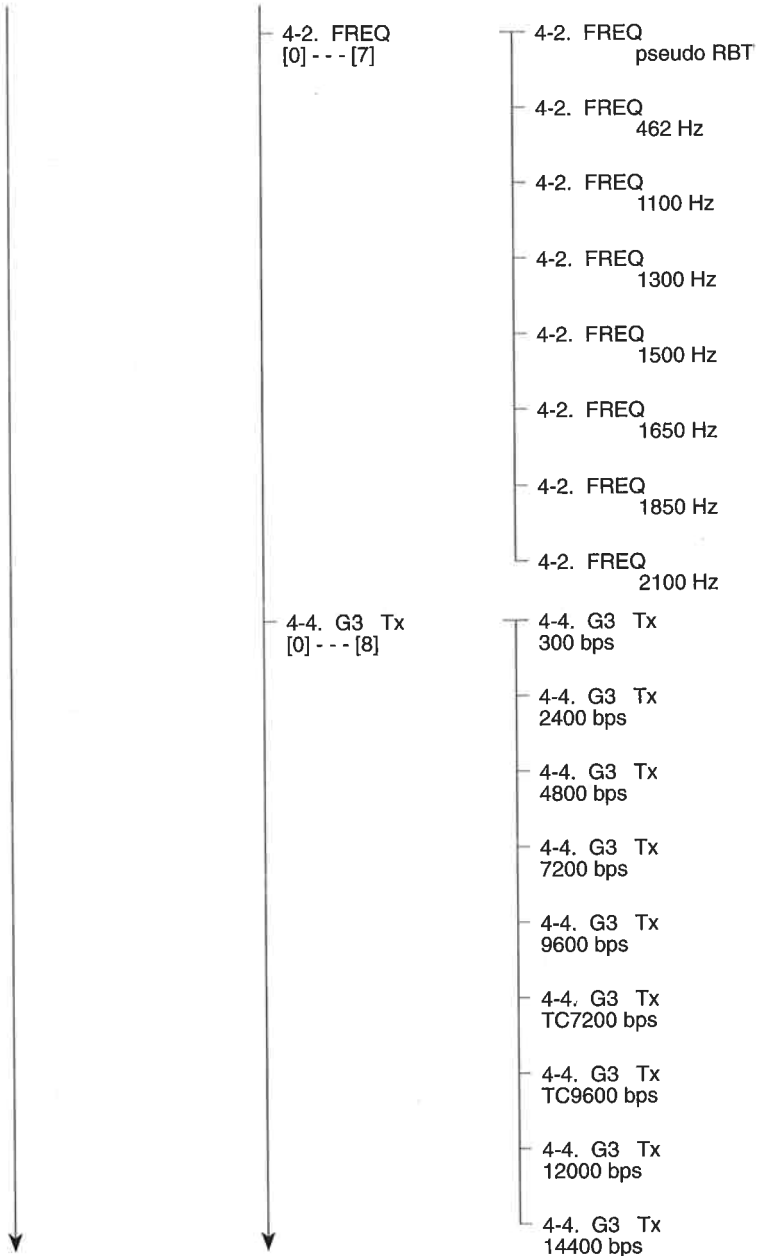 4-2. FREQ
[0] - - - [7]
4-2. FREQ
pseudo RBT
4-2. FREQ
462 Hz
4-2. FREQ
1100 Hz
4-2. FREQ
1300 Hz
4-2. FREQ
1500 Hz
4-2. FREQ
1650 Hz
4-2. FREQ
1850 Hz
4-2. FREQ
2100 Hz
4-4. G3 Tx
[0] - - - [8]
4-4. G3 Tx
300 bps
4-4. G3 Tx
2400 bps
4-4. G3 Tx
4800 bps
4-4. G3 Tx
7200 bps
4-4. G3 Tx
9600 bps
4-4. G3 Tx
TC7200 bps
4-4. G3 Tx
TC9600 bps
4-4. G3 Tx
12000 bps
4-4. G3 Tx
14400 bps